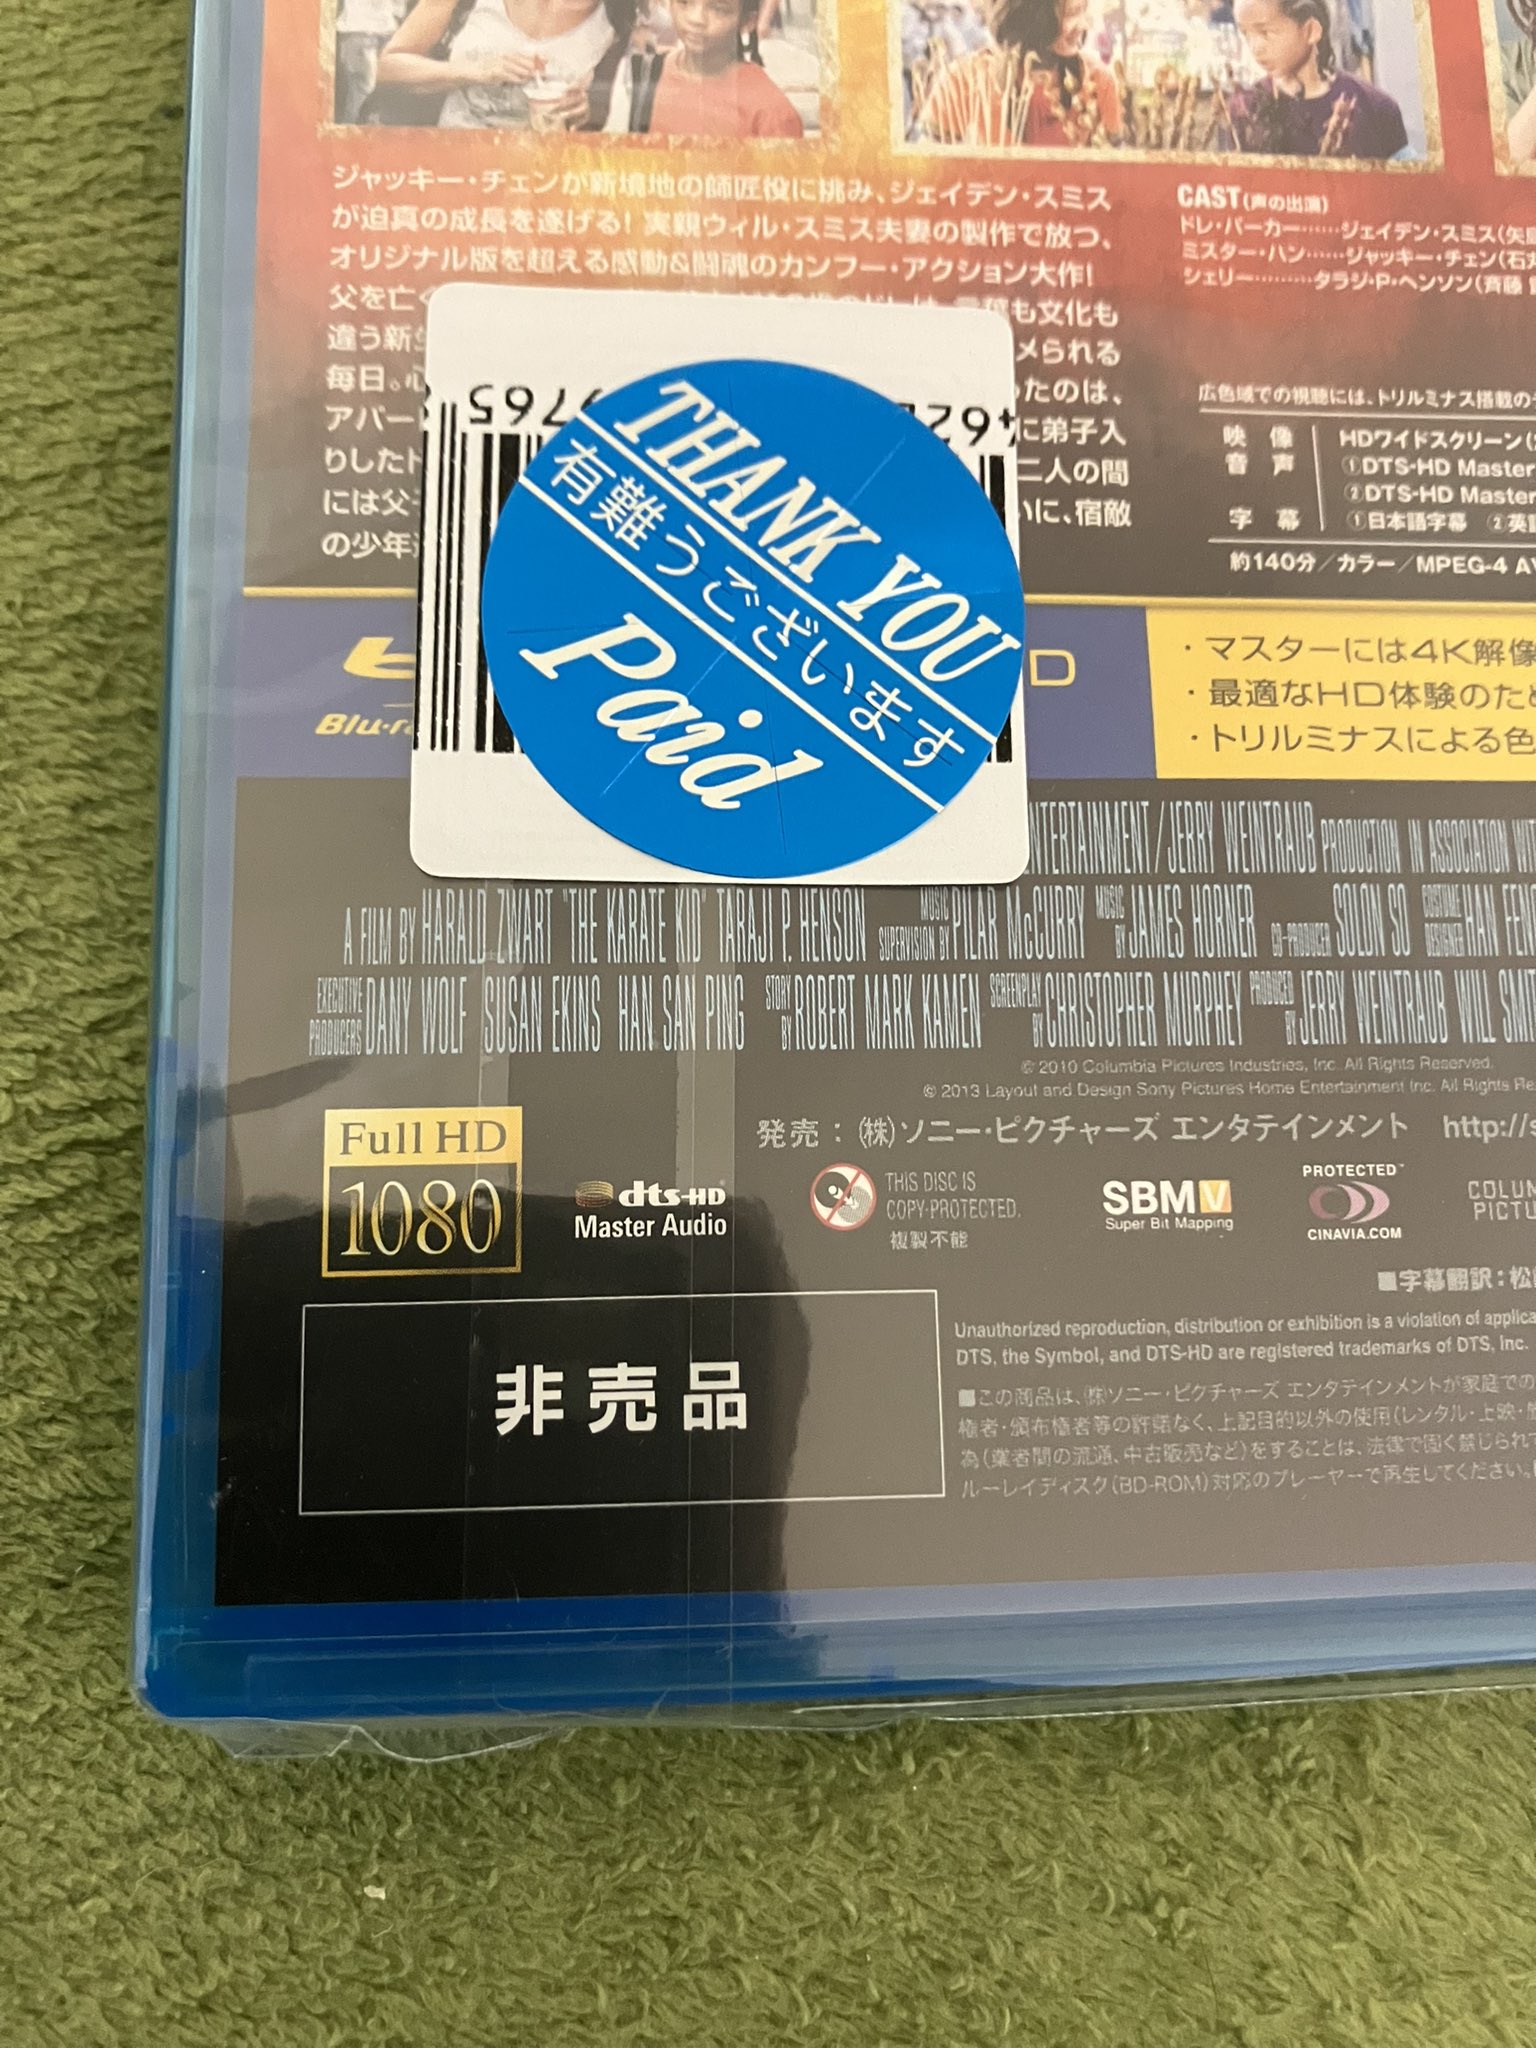 ジャッキー・チェンが新境地の師匠役に挑み、ジェイデン・スミス
が迫真の成長を遂げる! 実親ウィル・スミス夫妻の製作で放つ、
オリジナル版を超える感動&闘魂のカンフー・アクション大作!
父を亡
も文化も
違う新
メられる
毎日。心
ったのは、
アパー
に弟子入
りした
二人の間
には父
いに、宿敵
の少年
CAST(声の出演)
ドレ・パーカー……ジェイデン・スミス(矢
ミスター・ハン……ジャッキー・チェン(石
シェリー………タラジ・P・ヘンソン(斉藤
広色域での視聴には、トリルミナス搭載の
映像 HDワイドスクリーン
音声 ①DTS-HD Master
②DTS-HD Master
字幕 ①日本語字幕 ②英
約140分/カラー/MPEG-4 AV
THANK YOU
有難うございます
Paid
Blu-ra
D
・マスターには4K解像
・最適なHD体験のため
・トリルミナスによる色
ENTERTAINMENT/JERRY WEINTRAUB PRODUCTION IN ASSOCIATION
A FILM BY HARALD ZWART "THE KARATE KID" TARAJI P. HENSON MUSIC SUPERVISION BY PILAR McCURRY MUSIC BY JAMES HORNER CO-PRODUCER SOLON SO COSTUME DESIGNER HAN FEN
EXECUTIVE PRODUCERS DANY WOLF SUSAN EKINS HAN SAN PING STORY BY ROBERT MARK KAMEN SCREENPLAY BY CHRISTOPHER MURPHEY PRODUCED BY JERRY WEINTRAUB WILL SM
© 2010 Columbia Pictures Industries, Inc. All Rights Reserved.
© 2013 Layout and Design Sony Pictures Home Entertainment Inc. All Rights Re
発売:(株)ソニー・ピクチャーズ エンタテインメント http://s
Full HD
1080
dts-HD
Master Audio
THIS DISC IS
COPY-PROTECTED.
複製不能
SBMV
Super Bit Mapping
PROTECTED
CINAVIA.COM
COLUM
PICTU
■字幕翻訳:松
非売品
Unauthorized reproduction, distribution or exhibition is a violation of applica
DTS, the Symbol, and DTS-HD are registered trademarks of DTS, Inc.
■この商品は、(株)ソニー・ピクチャーズ エンタテインメントが家庭での
権者・頒布権者等の許諾なく、上記目的以外の使用(レンタル・上映・
為(業者間の流通、中古販売など)をすることは、法律で固く禁じられて
ルーレイディスク(BD-ROM)対応のプレーヤーで再生してください。